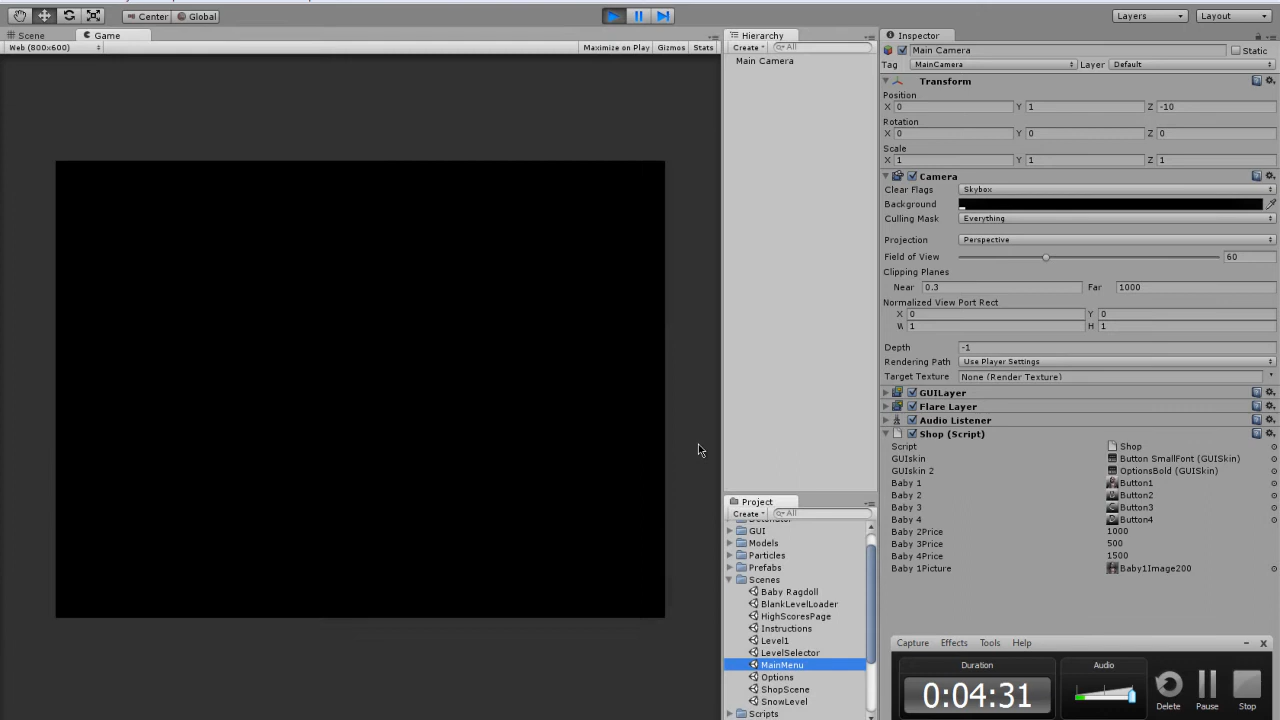 Center Global Layers Layout
Scene Game
Web (800x600) Maximize on Play Gizmos Stats
Hierarchy
Create All
Main Camera
Inspector
Main Camera Static
Tag MainCamera Layer Default
Transform
Position
X 0 Y 1 Z -10
Rotation
X 0 Y 0 Z 0
Scale
X 1 Y 1 Z 1
Camera
Clear Flags Skybox
Background
Culling Mask Everything
Projection Perspective
Field of View 60
Clipping Planes
Near 0.3 Far 1000
Normalized View Port Rect
X 0 Y 0
W 1 H 1
Depth -1
Rendering Path Use Player Settings
Target Texture None (Render Texture)
GUILayer
Flare Layer
Audio Listener
Shop (Script)
Script Shop
GUIskin Button SmallFont (GUISkin)
GUIskin 2 OptionsBold (GUISkin)
Baby 1 Button1
Baby 2 Button2
Baby 3 Button3
Baby 4 Button4
Baby 2Price 1000
Baby 3Price 500
Baby 4Price 1500
Baby 1Picture Baby1Image200
Project
Create All
GUI
Models
Particles
Prefabs
Scenes
Baby Ragdoll
BlankLevelLoader
HighScoresPage
Instructions
Level1
LevelSelector
MainMenu
Options
ShopScene
SnowLevel
Scripts
Capture Effects Tools Help
Duration Audio
0:04:31
Delete Pause Stop